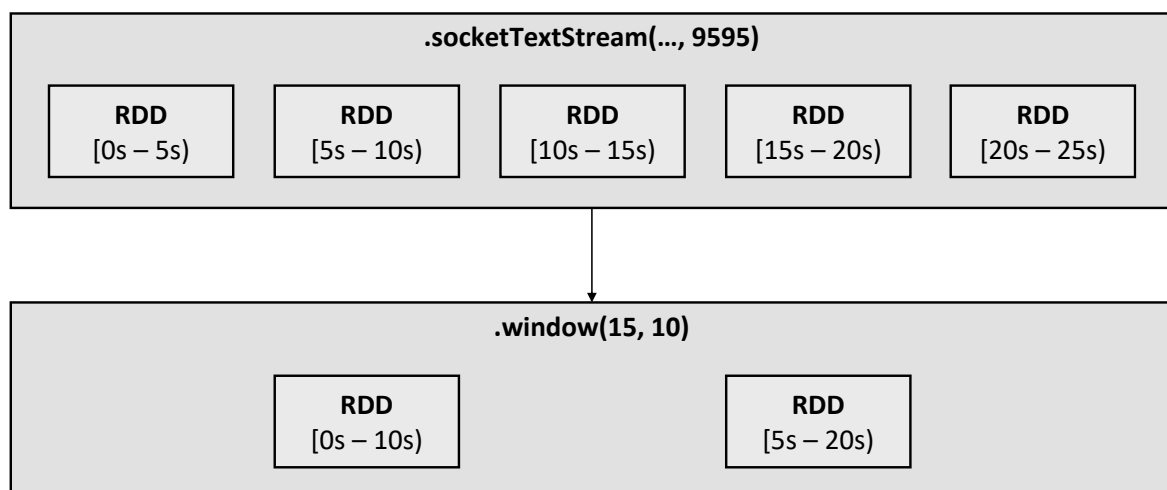 .socketTextStream(…, 9595)
RDD
[0s – 5s)
RDD
[5s – 10s)
RDD
[10s – 15s)
RDD
[15s – 20s)
RDD
[20s – 25s)
.window(15, 10)
RDD
[0s – 10s)
RDD
[5s – 20s)